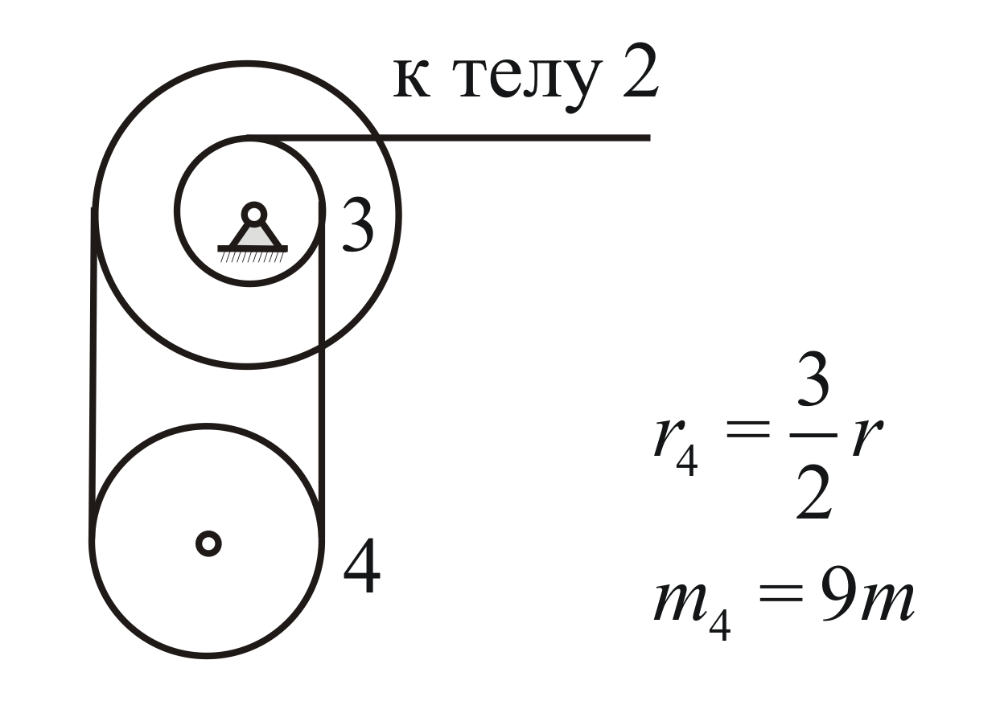 к телу 2
3
r₄ = 3/2 r
4
m₄ = 9m